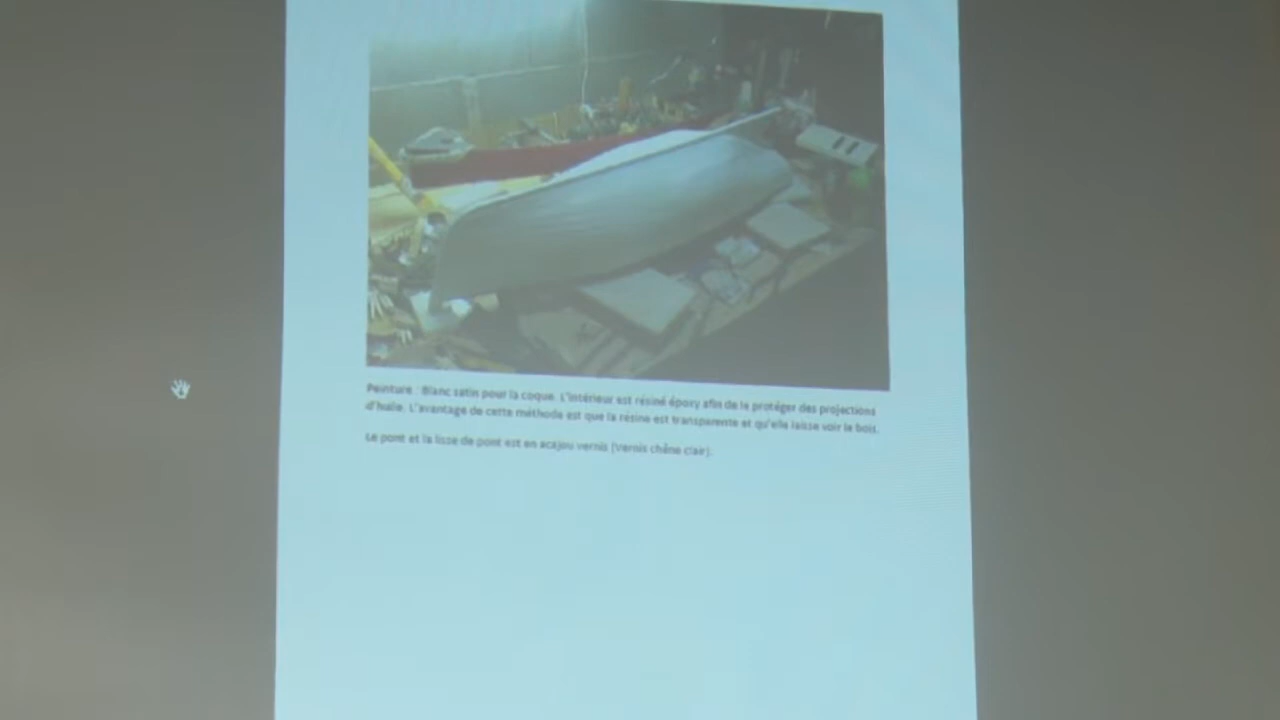 Peinture : Blanc satin pour la coque. L'intérieur est résiné époxy afin de le protéger des projections
d'huile. L'avantage de cette méthode est que la résine est transparente et qu'elle laisse voir le bois.
Le pont et la lisse de pont est en acajou vernis (Vernis chêne clair).